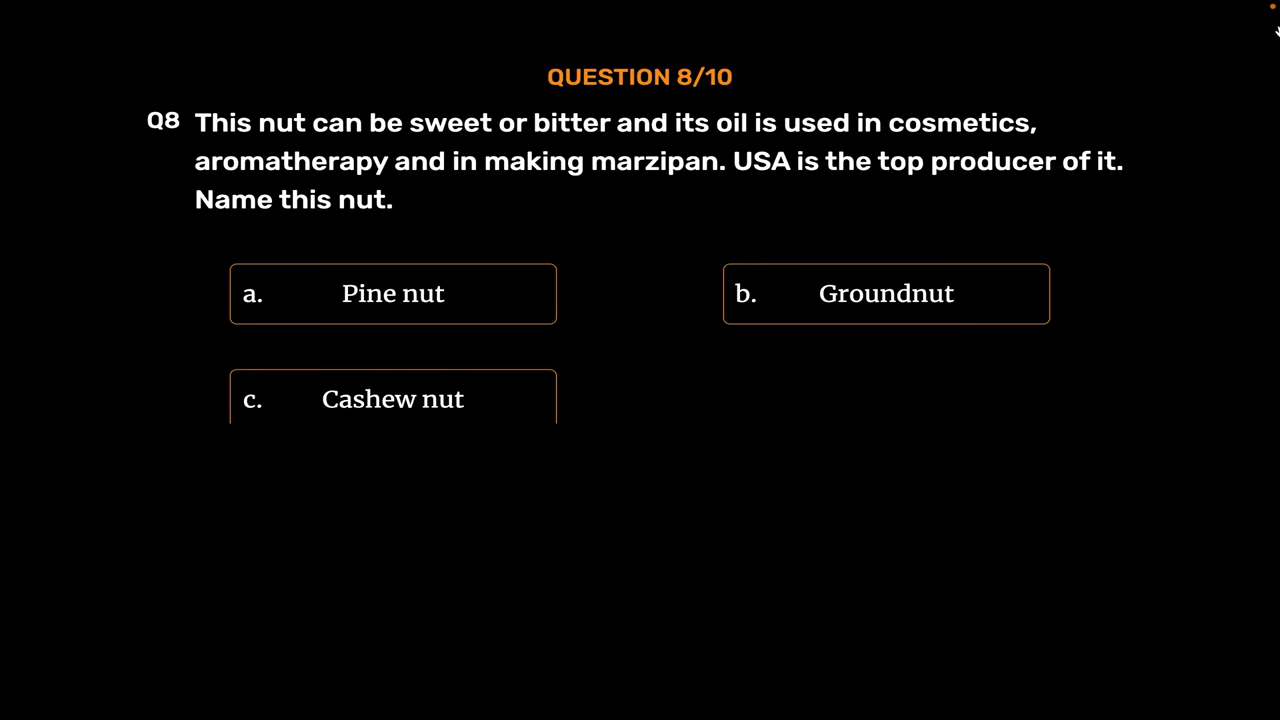 QUESTION 8/10
Q8 This nut can be sweet or bitter and its oil is used in cosmetics,
aromatherapy and in making marzipan. USA is the top producer of it.
Name this nut.
a. Pine nut
b. Groundnut
c. Cashew nut